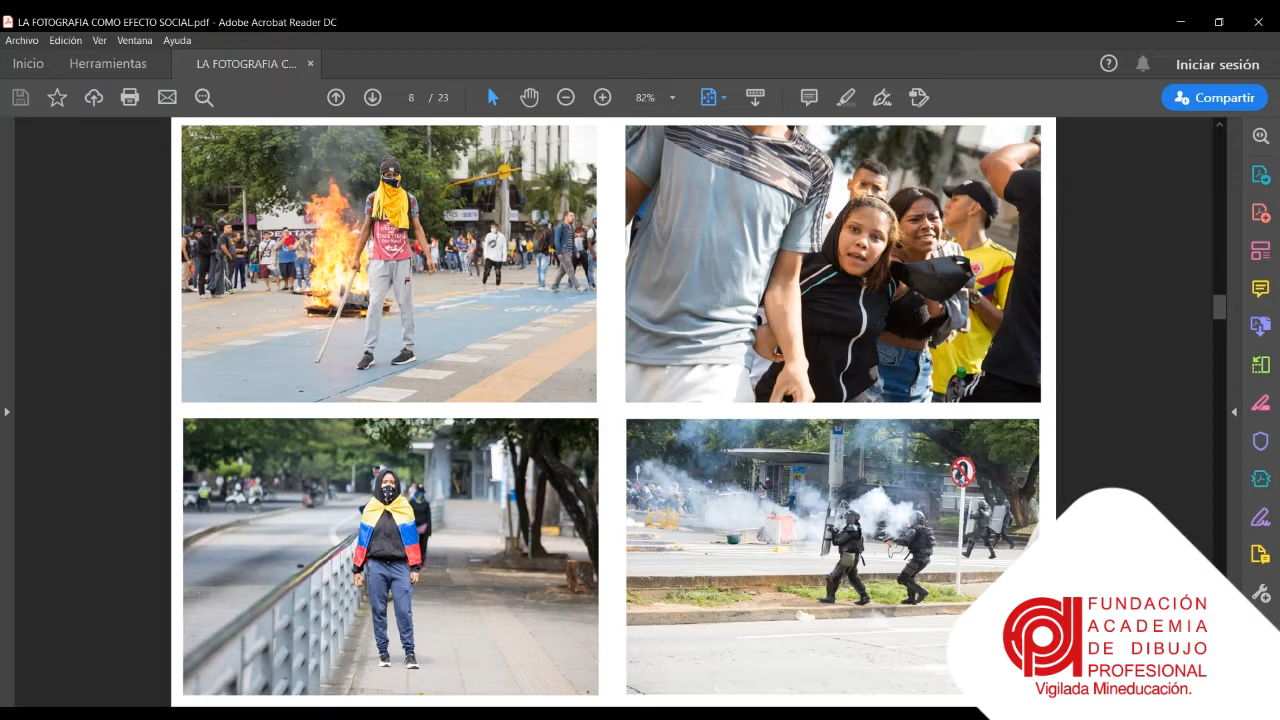 LA FOTOGRAFIA COMO EFECTO SOCIAL.pdf - Adobe Acrobat Reader DC
Archivo Edición Ver Ventana Ayuda
Inicio Herramientas LA FOTOGRAFIA C... ×
Iniciar sesión
8 / 23 82%
Compartir
FUNDACIÓN
ACADEMIA
DE DIBUJO
PROFESIONAL
Vigilada Mineducación.